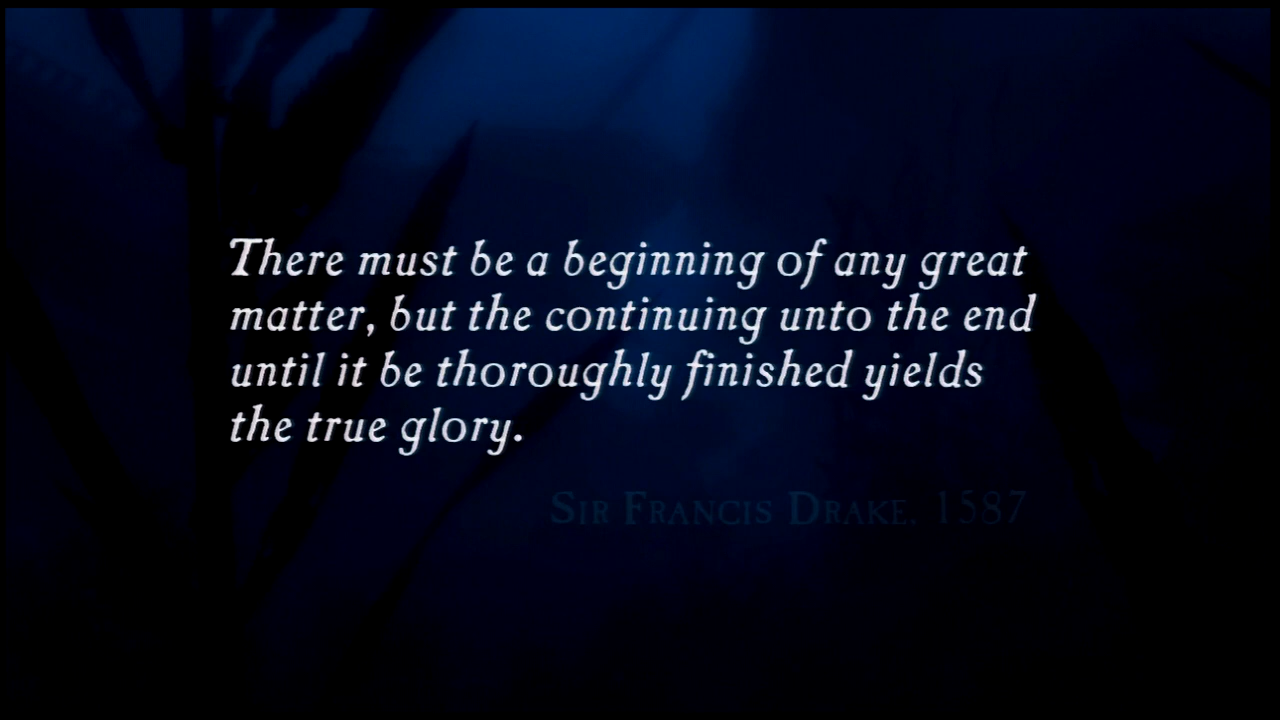 There must be a beginning of any great
matter, but the continuing unto the end
until it be thoroughly finished yields
the true glory.
Sir Francis Drake, 1587